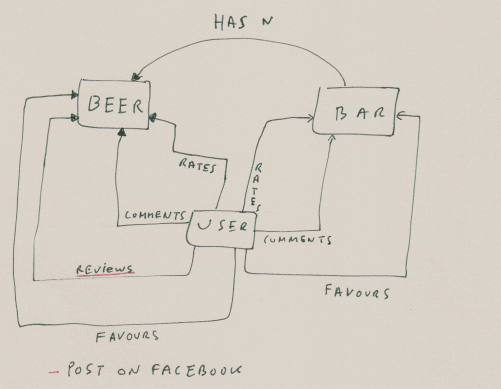 HAS N
BEER
BAR
RATES
RATES
COMMENTS
USER
COMMENTS
REViEWS
FAVOURS
FAVOURS
- POST ON FACEBOOK